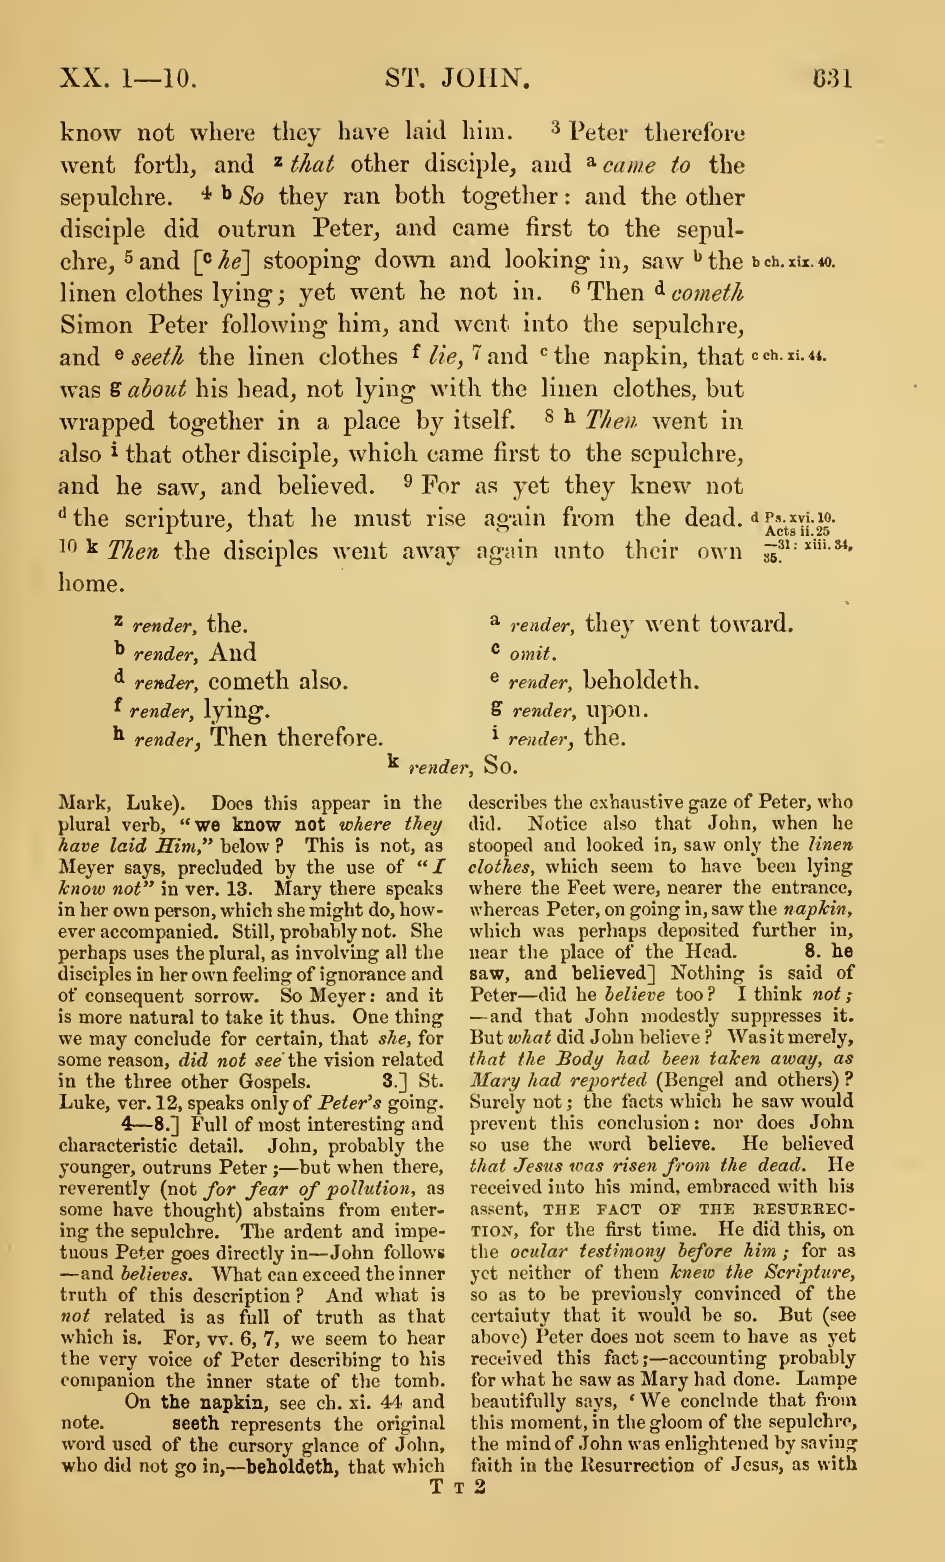 XX. 1—10. ST. JOHN. 631
know not where they have laid him. 3 Peter therefore
went forth, and z that other disciple, and a came to the
sepulchre. 4 b So they ran both together: and the other
disciple did outrun Peter, and came first to the sepul-
chre, 5 and [c he] stooping down and looking in, saw b the b ch. xix. 40.
linen clothes lying; yet went he not in. 6 Then d cometh
Simon Peter following him, and went into the sepulchre,
and e seeth the linen clothes f lie, 7 and c the napkin, that c ch. xi. 44.
was g about his head, not lying with the linen clothes, but
wrapped together in a place by itself. 8 h Then went in
also i that other disciple, which came first to the sepulchre,
and he saw, and believed. 9 For as yet they knew not
d the scripture, that he must rise again from the dead. d Ps. xvi. 10.
Acts ii. 25
10 k Then the disciples went away again unto their own —31: xiii. 34,
35.
home.
z render, the.
a render, they went toward.
b render, And
c omit.
d render, cometh also.
e render, beholdeth.
f render, lying.
g render, upon.
h render, Then therefore.
i render, the.
k render, So.
Mark, Luke). Does this appear in the
plural verb, "we know not where they
have laid Him," below? This is not, as
Meyer says, precluded by the use of "I
know not" in ver. 13. Mary there speaks
in her own person, which she might do, how-
ever accompanied. Still, probably not. She
perhaps uses the plural, as involving all the
disciples in her own feeling of ignorance and
of consequent sorrow. So Meyer: and it
is more natural to take it thus. One thing
we may conclude for certain, that she, for
some reason, did not see the vision related
in the three other Gospels. 3.] St.
Luke, ver. 12, speaks only of Peter's going.
4—8.] Full of most interesting and
characteristic detail. John, probably the
younger, outruns Peter;—but when there,
reverently (not for fear of pollution, as
some have thought) abstains from enter-
ing the sepulchre. The ardent and impe-
tuous Peter goes directly in—John follows
—and believes. What can exceed the inner
truth of this description? And what is
not related is as full of truth as that
which is. For, vv. 6, 7, we seem to hear
the very voice of Peter describing to his
companion the inner state of the tomb.
On the napkin, see ch. xi. 44 and
note. seeth represents the original
word used of the cursory glance of John,
who did not go in,—beholdeth, that which
describes the exhaustive gaze of Peter, who
did. Notice also that John, when he
stooped and looked in, saw only the linen
clothes, which seem to have been lying
where the Feet were, nearer the entrance,
whereas Peter, on going in, saw the napkin,
which was perhaps deposited further in,
near the place of the Head. 8. he
saw, and believed] Nothing is said of
Peter—did he believe too? I think not;
—and that John modestly suppresses it.
But what did John believe? Was it merely,
that the Body had been taken away, as
Mary had reported (Bengel and others)?
Surely not; the facts which he saw would
prevent this conclusion: nor does John
so use the word believe. He believed
that Jesus was risen from the dead. He
received into his mind, embraced with his
assent, THE FACT OF THE RESURREC-
TION, for the first time. He did this, on
the ocular testimony before him; for as
yet neither of them knew the Scripture,
so as to be previously convinced of the
certainty that it would be so. But (see
above) Peter does not seem to have as yet
received this fact;—accounting probably
for what he saw as Mary had done. Lampe
beautifully says, 'We conclude that from
this moment, in the gloom of the sepulchre,
the mind of John was enlightened by saving
faith in the Resurrection of Jesus, as with
T T 2